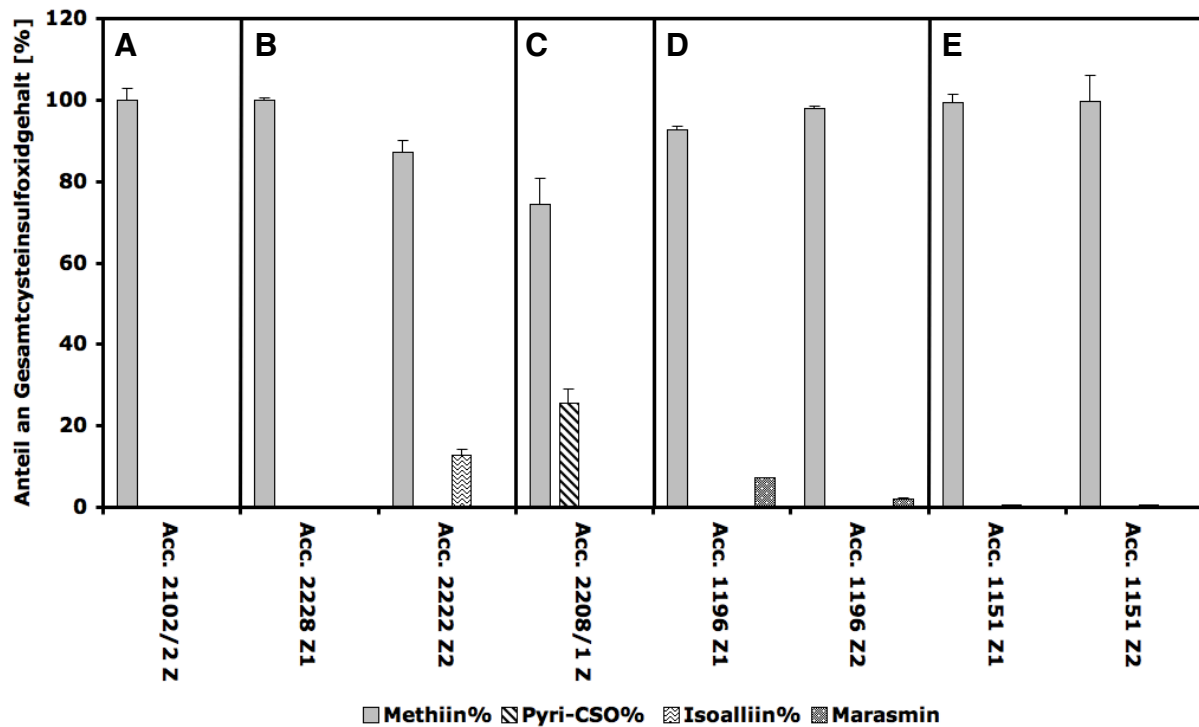 Anteil an Gesamtcysteinsulfoxidgehalt [%]
120
100
80
60
40
20
0
A
B
C
D
E
Acc. 2102/2 Z
Acc. 2228 Z1
Acc. 2222 Z2
Acc. 2208/1 Z
Acc. 1196 Z1
Acc. 1196 Z2
Acc. 1151 Z1
Acc. 1151 Z2
Methiin% Pyri-CSO% Isoalliin% Marasmin